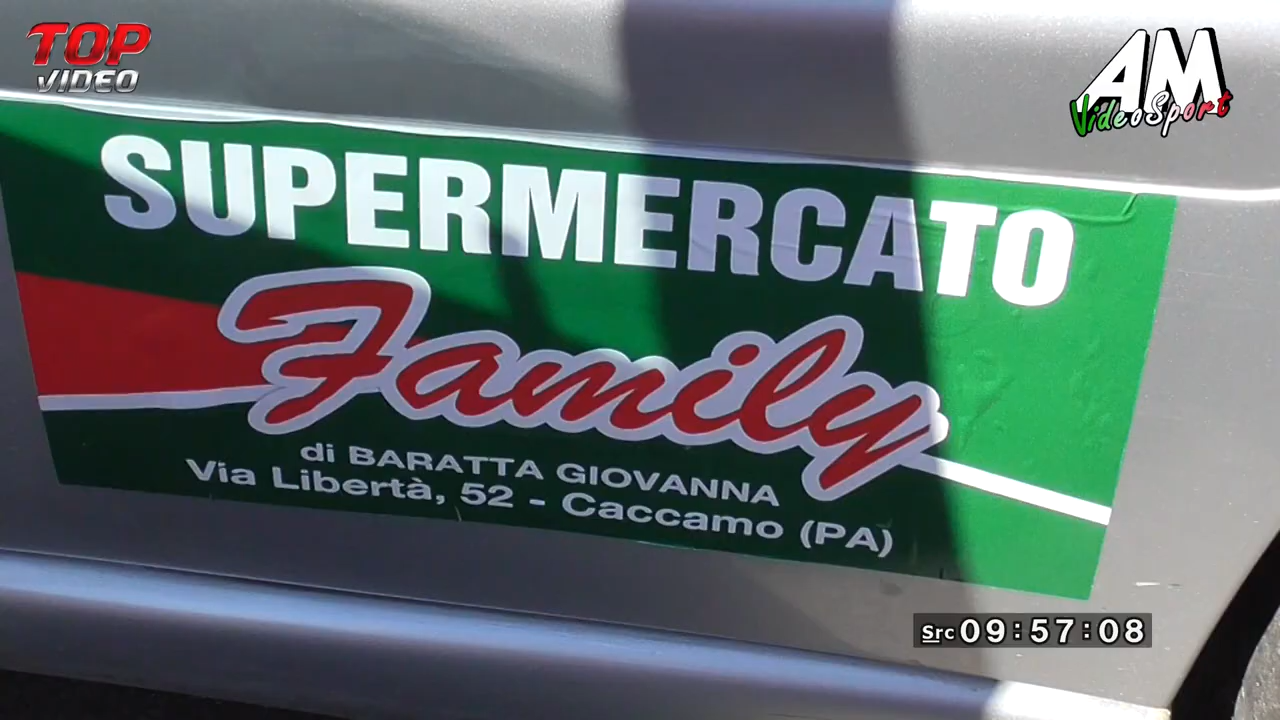 TOP
VIDEO
AM
VideoSport
SUPERMERCATO
Family
di BARATTA GIOVANNA
Via Libertà, 52 - Caccamo (PA)
Src 09:57:08